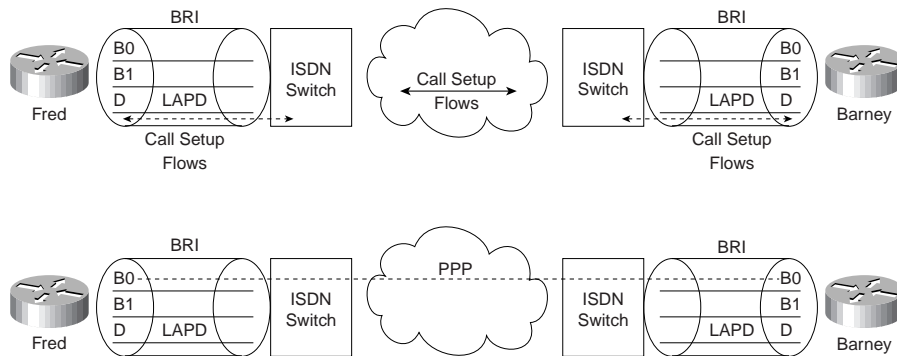 BRI
BRI
B0
B0
ISDN
Switch
ISDN
Switch
B1
Call Setup
Flows
B1
D
LAPD
LAPD
D
Fred
Barney
Call Setup
Flows
Call Setup
Flows
BRI
BRI
B0
PPP
B0
B1
ISDN
Switch
ISDN
Switch
B1
D
LAPD
LAPD
D
Fred
Barney